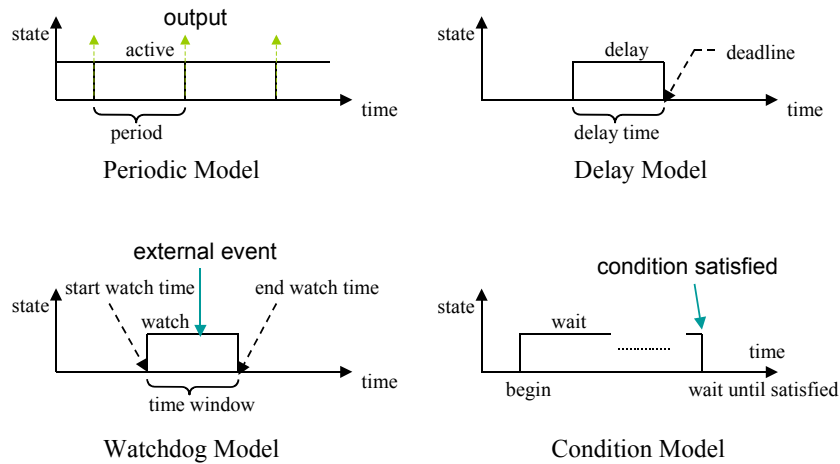 output
state
active
time
period
Periodic Model
state
delay
deadline
time
delay time
Delay Model
external event
start watch time
end watch time
state
watch
time
time window
Watchdog Model
condition satisfied
state
wait
time
begin
wait until satisfied
Condition Model